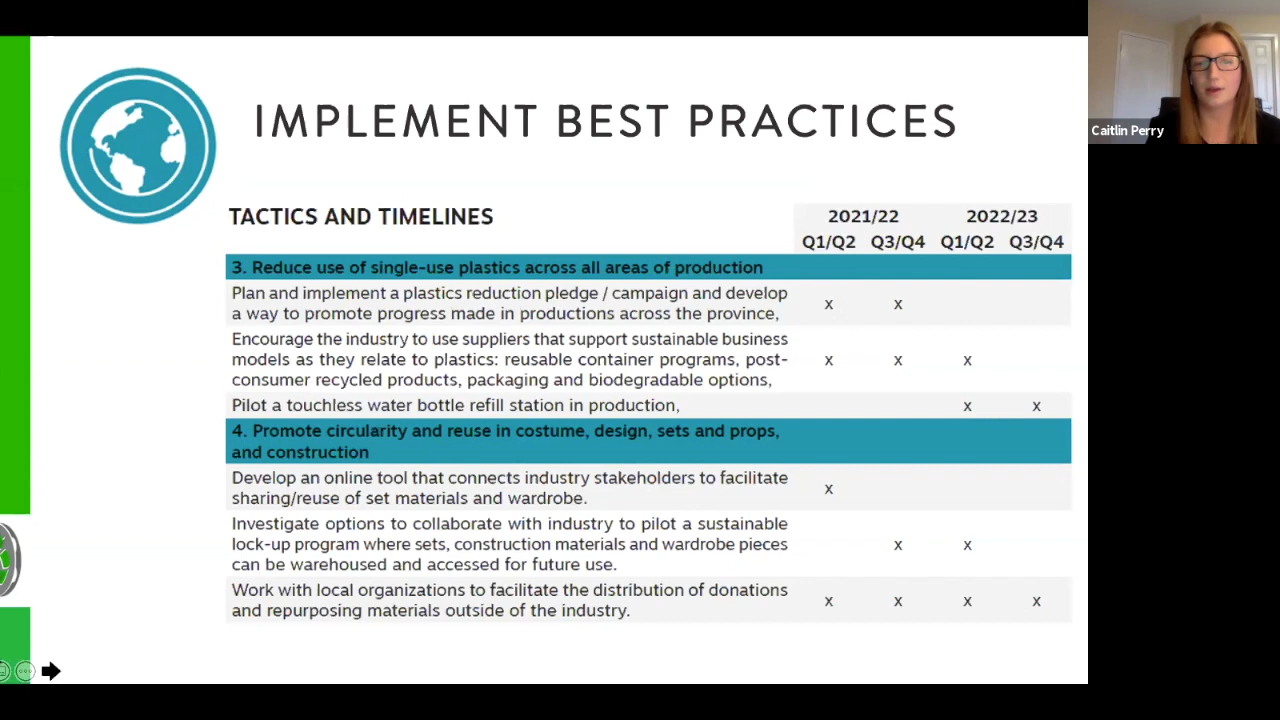 IMPLEMENT BEST PRACTICES
Caitlin Perry
TACTICS AND TIMELINES
2021/22 2022/23
Q1/Q2 Q3/Q4 Q1/Q2 Q3/Q4
3. Reduce use of single-use plastics across all areas of production
Plan and implement a plastics reduction pledge / campaign and develop
a way to promote progress made in productions across the province,
x x
Encourage the industry to use suppliers that support sustainable business
models as they relate to plastics: reusable container programs, post-
consumer recycled products, packaging and biodegradable options,
x x x
Pilot a touchless water bottle refill station in production,
x x
4. Promote circularity and reuse in costume, design, sets and props,
and construction
Develop an online tool that connects industry stakeholders to facilitate
sharing/reuse of set materials and wardrobe.
x
Investigate options to collaborate with industry to pilot a sustainable
lock-up program where sets, construction materials and wardrobe pieces
can be warehoused and accessed for future use.
x x
Work with local organizations to facilitate the distribution of donations
and repurposing materials outside of the industry.
x x x x